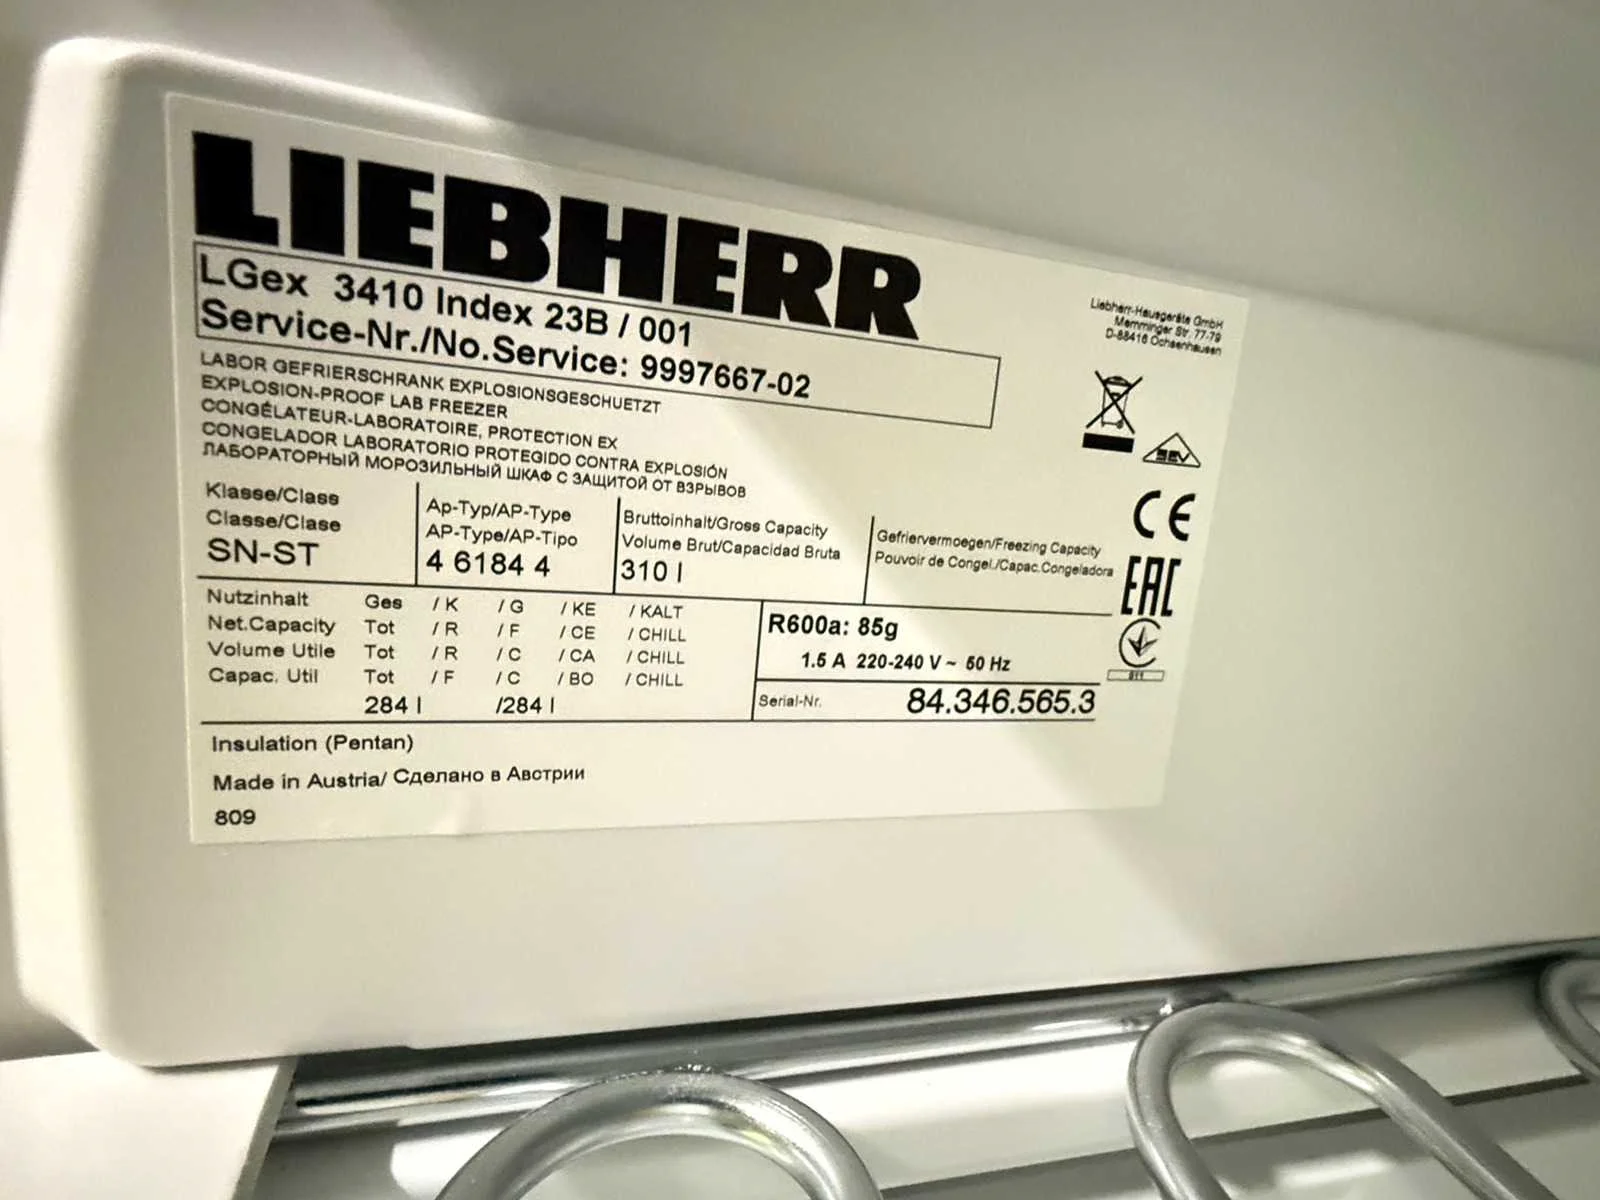 LIEBHERR
LGex 3410 Index 23B / 001
Service-Nr./No.Service: 9997667-02
Liebherr-Hausgeräte GmbH
Memminger Str. 77-79
D-88416 Ochsenhausen
LABOR GEFRIERSCHRANK EXPLOSIONSGESCHUETZT
EXPLOSION-PROOF LAB FREEZER
CONGÉLATEUR-LABORATOIRE, PROTECTION EX
CONGELADOR LABORATORIO PROTEGIDO CONTRA EXPLOSIÓN
ЛАБОРАТОРНЫЙ МОРОЗИЛЬНЫЙ ШКАФ С ЗАЩИТОЙ ОТ ВЗРЫВОВ
SEV
CE
EAC
011
Klasse/Class
Classe/Clase
SN-ST
Ap-Typ/AP-Type
AP-Type/AP-Tipo
4 6184 4
Bruttoinhalt/Gross Capacity
Volume Brut/Capacidad Bruta
310 l
Gefriervermoegen/Freezing Capacity
Pouvoir de Congel./Capac.Congeladora
Nutzinhalt Ges / K / G / KE / KALT
Net.Capacity Tot / R / F / CE / CHILL
Volume Utile Tot / R / C / CA / CHILL
Capac. Util Tot / F / C / BO / CHILL
284 l /284 l
R600a: 85g
1.5 A 220-240 V ~ 50 Hz
Serial-Nr. 84.346.565.3
Insulation (Pentan)
Made in Austria/ Сделано в Австрии
809